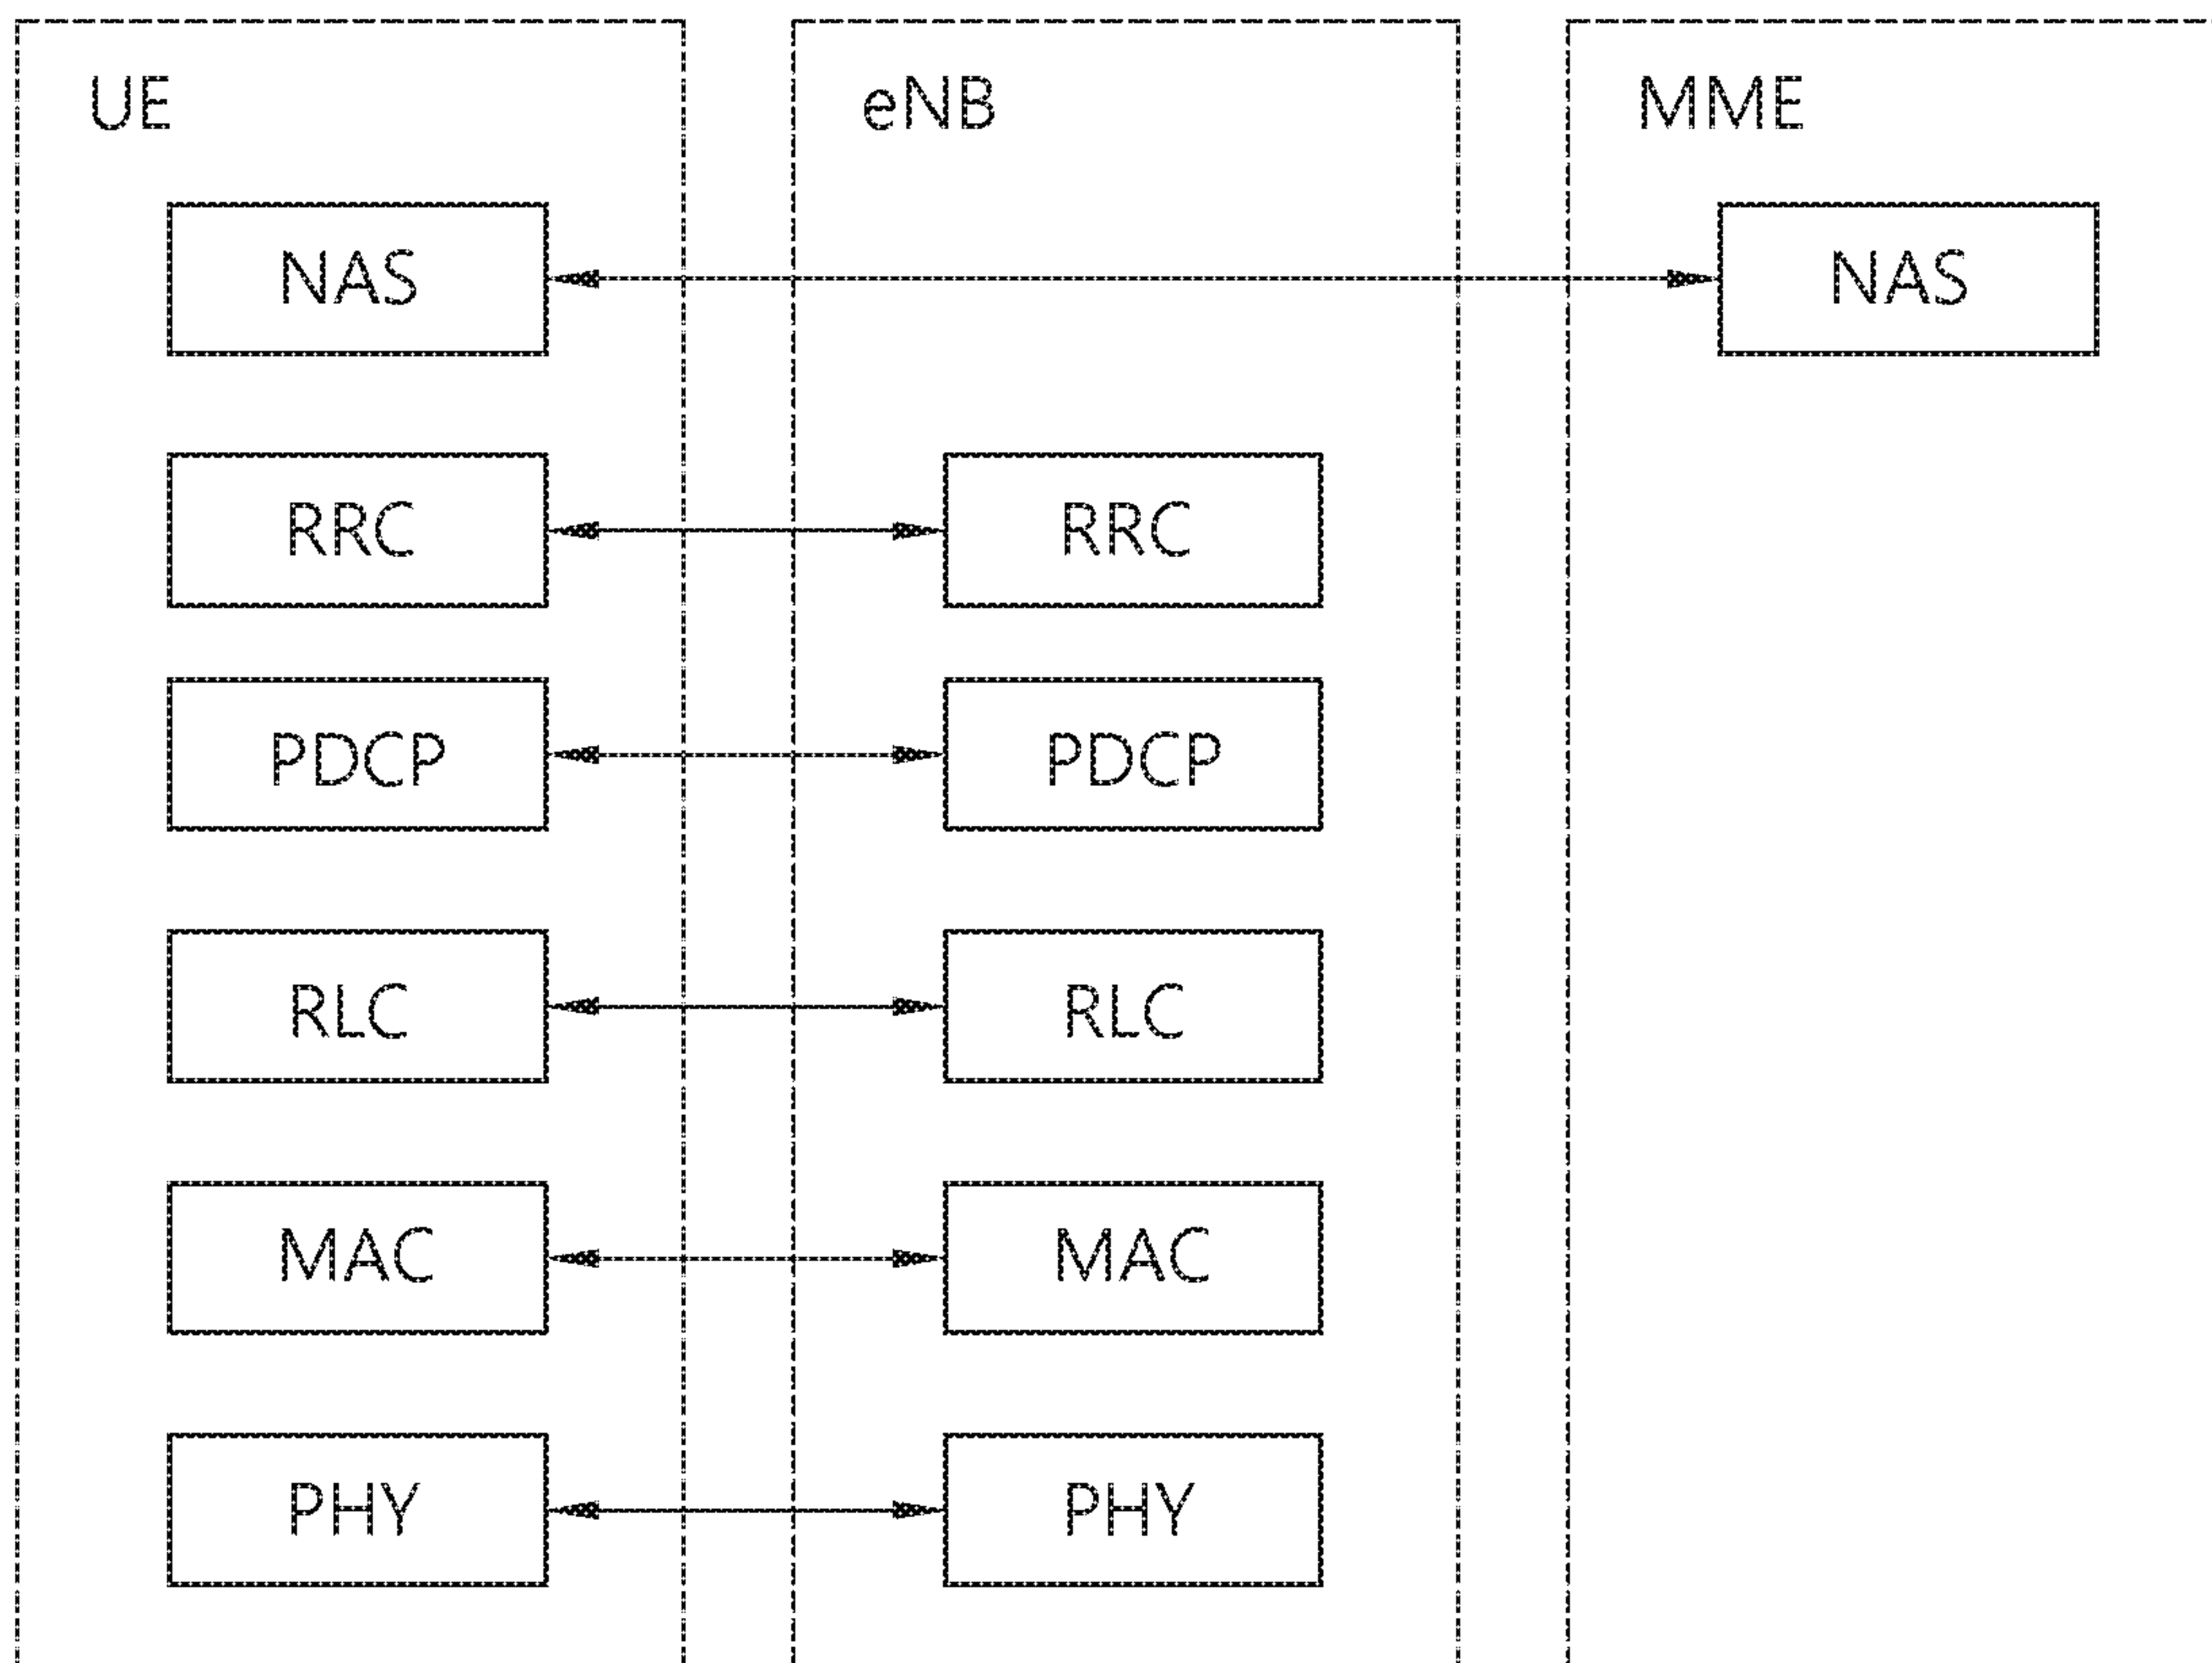 UE eNB MME
NAS NAS
RRC RRC
PDCP PDCP
RLC RLC
MAC MAC
PHY PHY